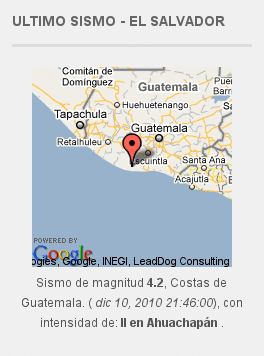 ULTIMO SISMO - EL SALVADOR
Comitán de
Domínguez
Guatemala
Huehuetenango
Tapachula
Retalhuleu
Guatemala
Escuintla
Santa Ana
Acajutla
POWERED BY
Google
ogies, Google, INEGI, LeadDog Consulting
Sismo de magnitud 4.2, Costas de
Guatemala. ( dic 10, 2010 21:46:00), con
intensidad de: II en Ahuachapán .